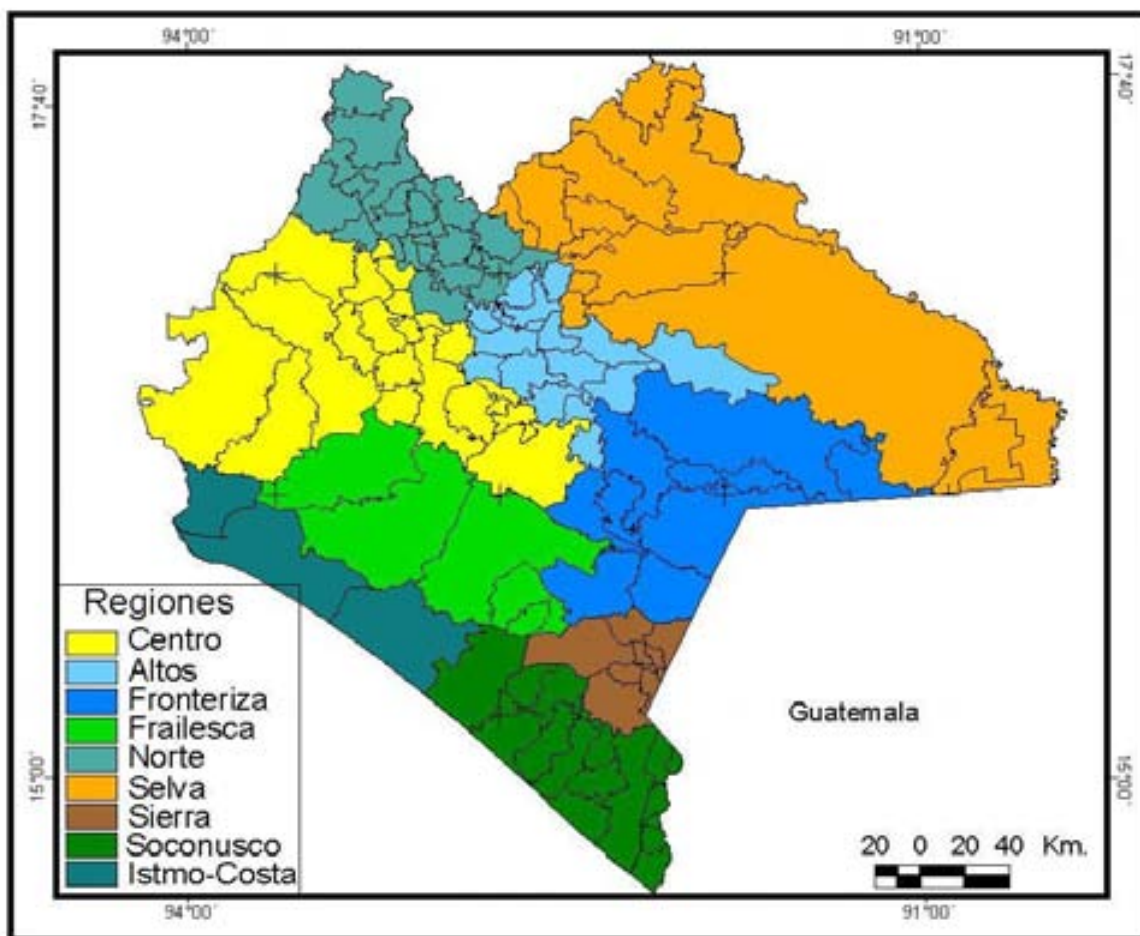 94°00´ 91°00´
17°40´ 17°40´
Guatemala
Regiones
Centro
Altos
Fronteriza
Frailesca
Norte
Selva
Sierra
Soconusco
Istmo-Costa
15°00´ 15°00´
20 0 20 40 Km.
94°00´ 91°00´